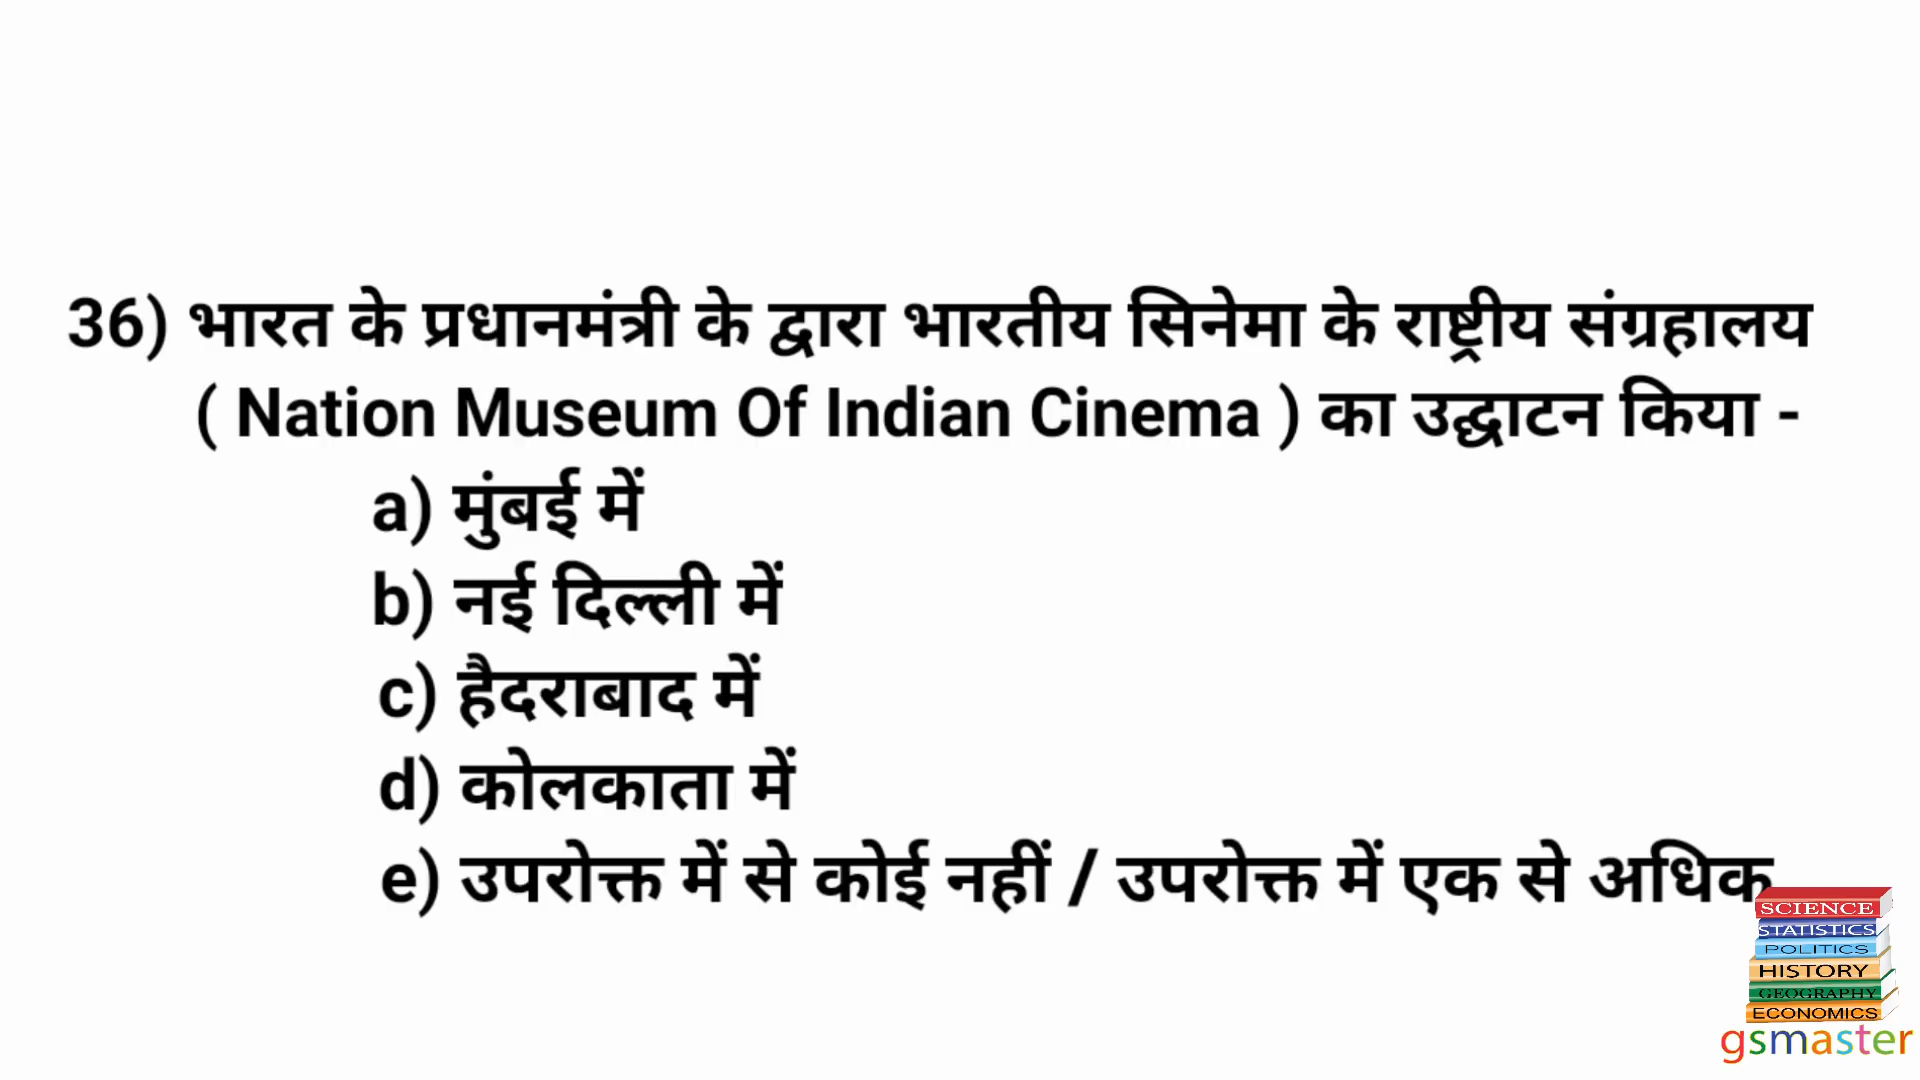 36) भारत के प्रधानमंत्री के द्वारा भारतीय सिनेमा के राष्ट्रीय संग्रहालय
( Nation Museum Of Indian Cinema ) का उद्घाटन किया -
a) मुंबई में
b) नई दिल्ली में
c) हैदराबाद में
d) कोलकाता में
e) उपरोक्त में से कोई नहीं / उपरोक्त में एक से अधिक
SCIENCE
STATISTICS
POLITICS
HISTORY
GEOGRAPHY
ECONOMICS
gsmaster